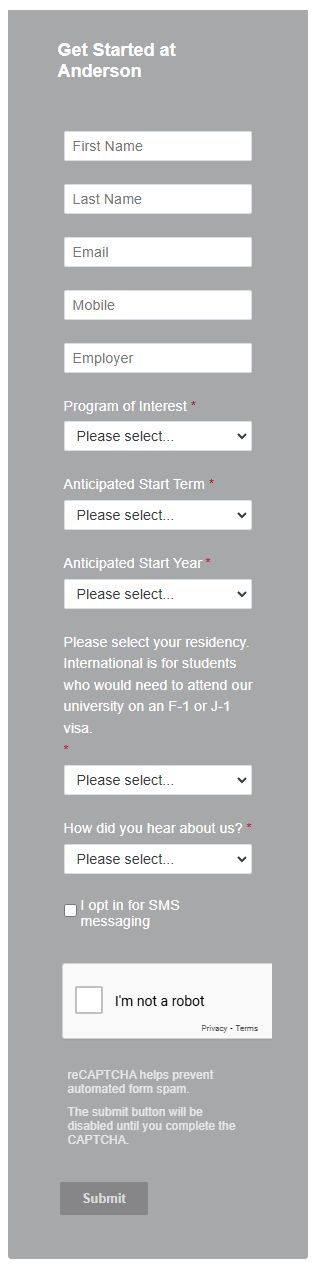 Get Started at
Anderson
First Name
Last Name
Email
Mobile
Employer
Program of Interest *
Please select...
Anticipated Start Term *
Please select...
Anticipated Start Year *
Please select...
Please select your residency.
International is for students
who would need to attend our
university on an F-1 or J-1
visa.
*
Please select...
How did you hear about us? *
Please select...
I opt in for SMS
messaging
I'm not a robot
Privacy - Terms
reCAPTCHA helps prevent
automated form spam.
The submit button will be
disabled until you complete the
CAPTCHA.
Submit